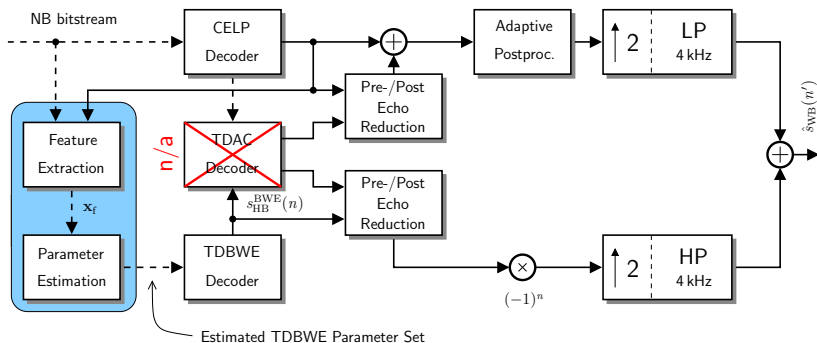 NB bitstream
CELP
Decoder
Adaptive
Postproc.
↑ 2
LP
4 kHz
Pre-/Post
Echo
Reduction
Feature
Extraction
n/a
TDAC
Decoder
ŝ_WB(n′)
x_f
s_HB^BWE(n)
Pre-/Post
Echo
Reduction
Parameter
Estimation
TDBWE
Decoder
(−1)^n
↑ 2
HP
4 kHz
Estimated TDBWE Parameter Set